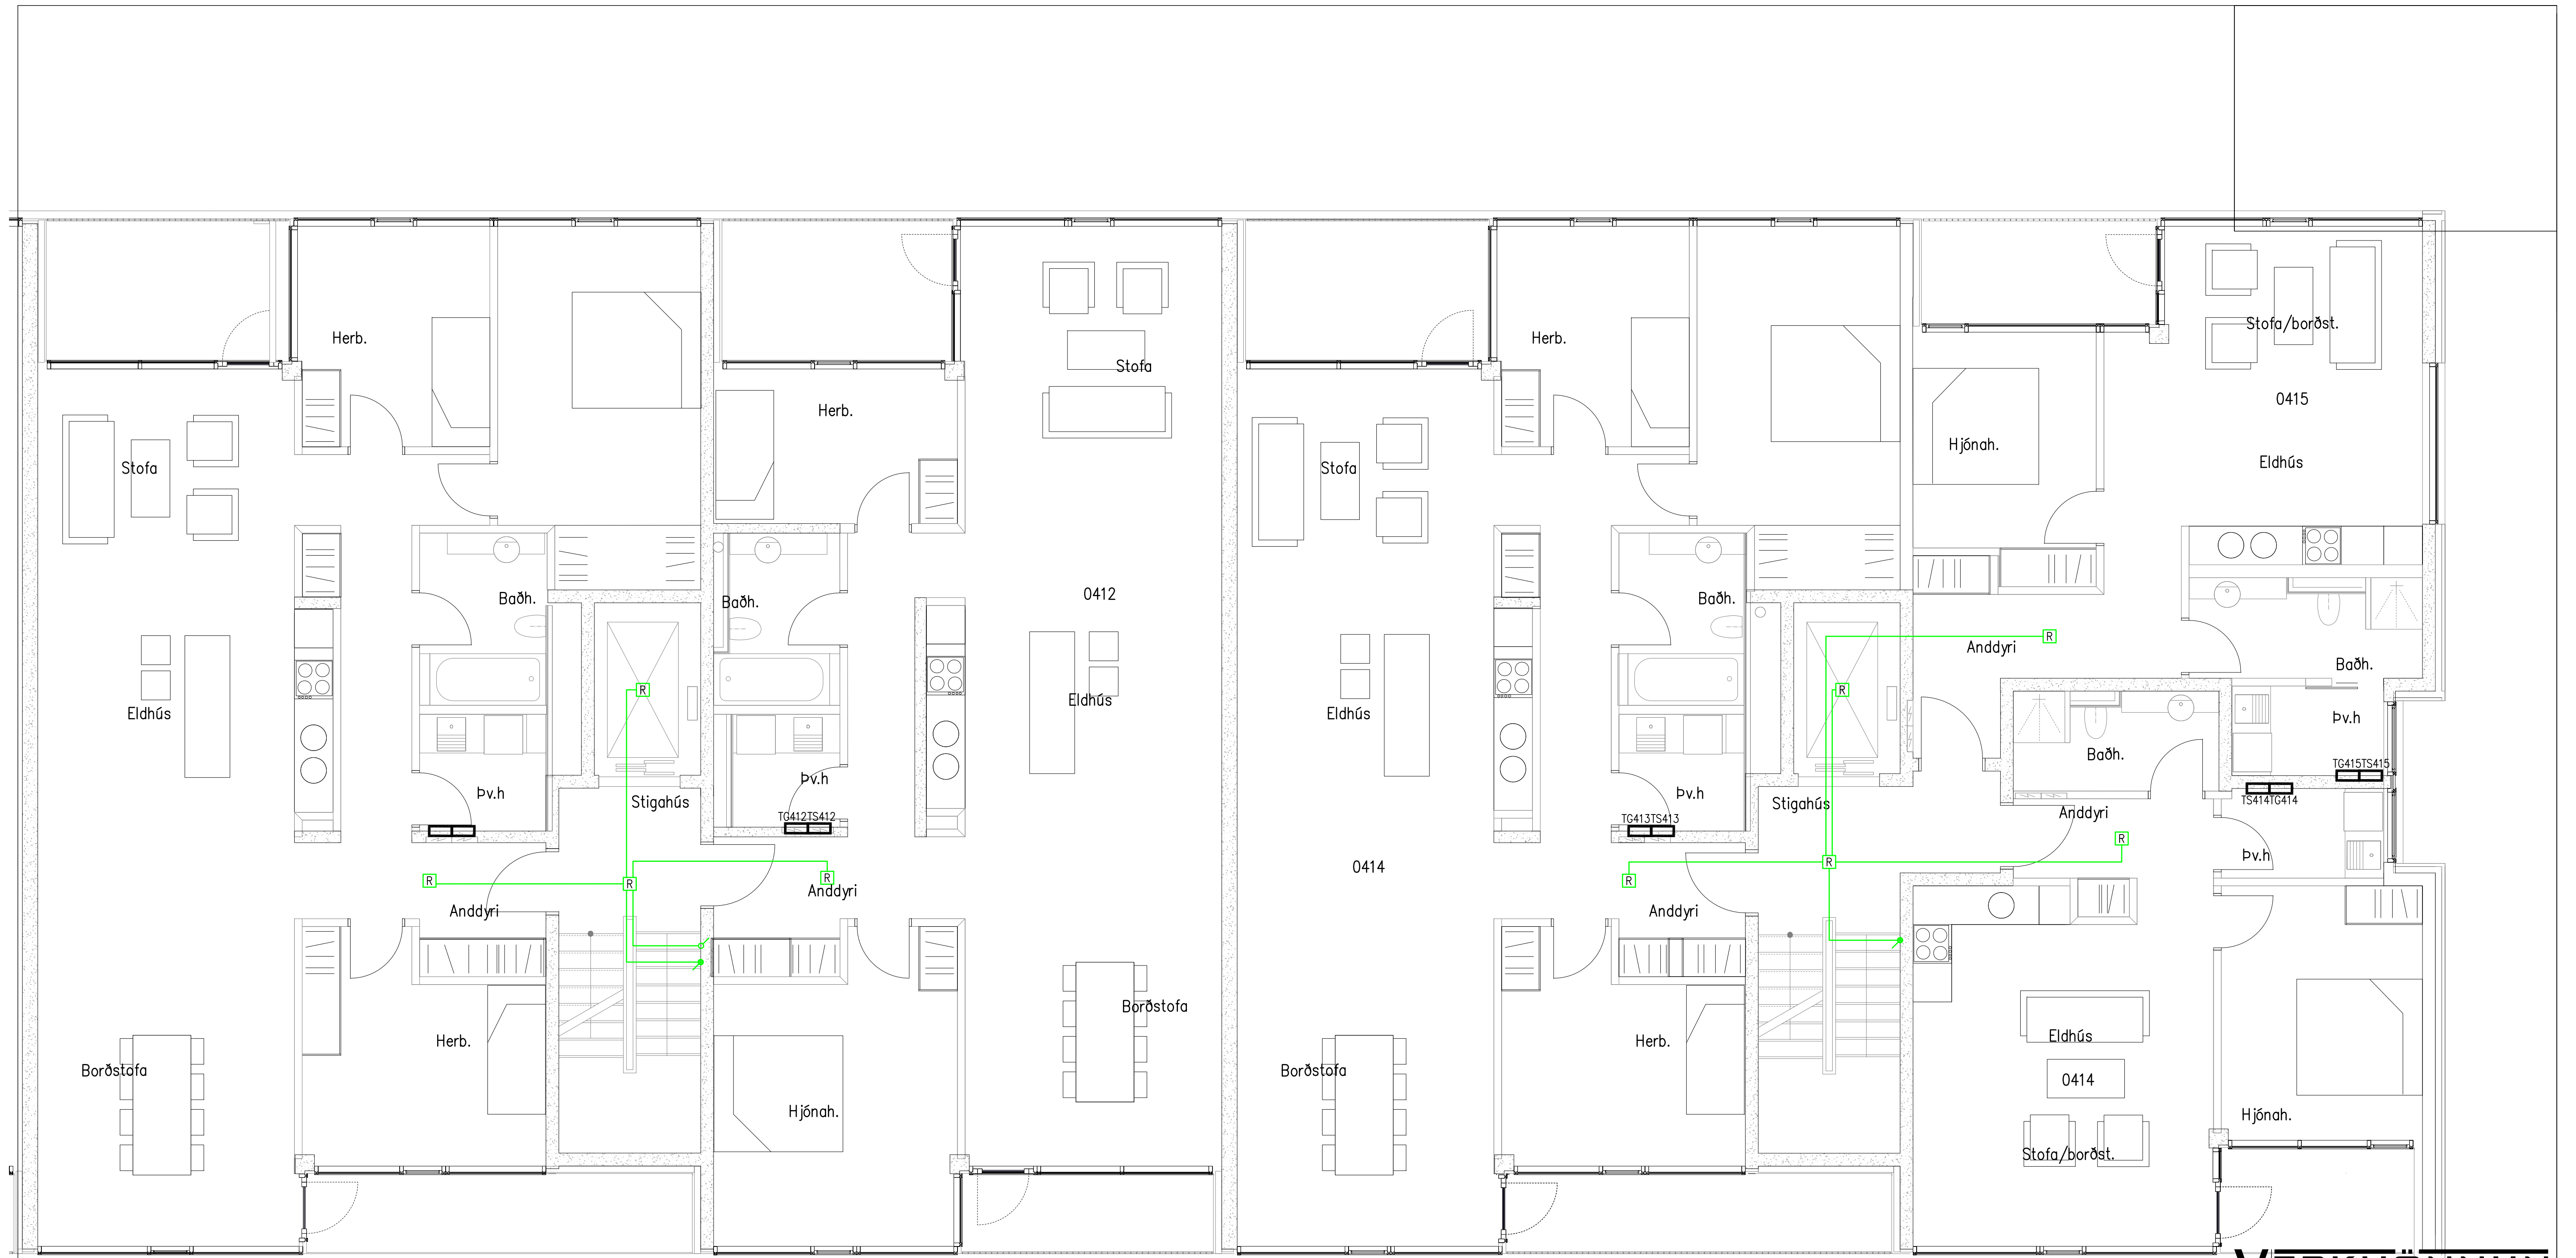 Herb.
Herb.
Stofa/borðst.
Stofa
0415
Herb.
Hjónah.
Stofa
Stofa
Eldhús
0412
Baðh.
Baðh.
Baðh.
R
Anddyri
Baðh.
R
R
Eldhús
Eldhús
Eldhús
Þv.h
Baðh.
TG415TS415
Þv.h
Þv.h
Þv.h
Stigahús
Stigahús
TS414TG414
TG412TS412
TG413TS413
Anddyri
R
Þv.h
R
0414
R
R
R
R
Anddyri
Anddyri
Anddyri
Borðstofa
Eldhús
Herb.
Herb.
Borðstofa
Borðstofa
0414
Hjónah.
Hjónah.
Stofa/borðst.